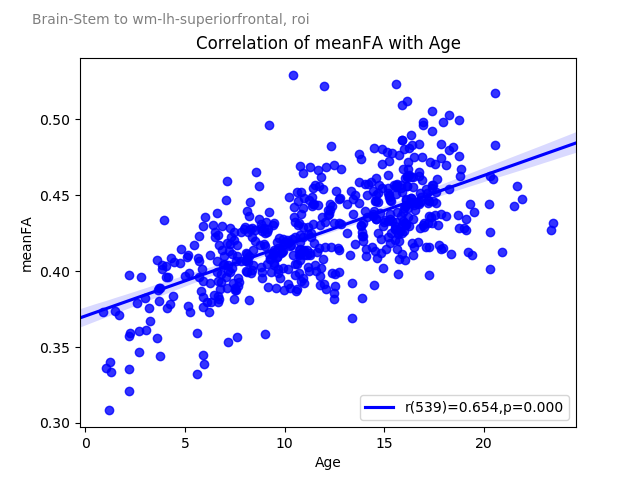 Brain-Stem to wm-lh-superiorfrontal, roi
Correlation of meanFA with Age
0.50
0.45
0.40
0.35
0.30
meanFA
r(539)=0.654,p=0.000
0
5
10
15
20
Age